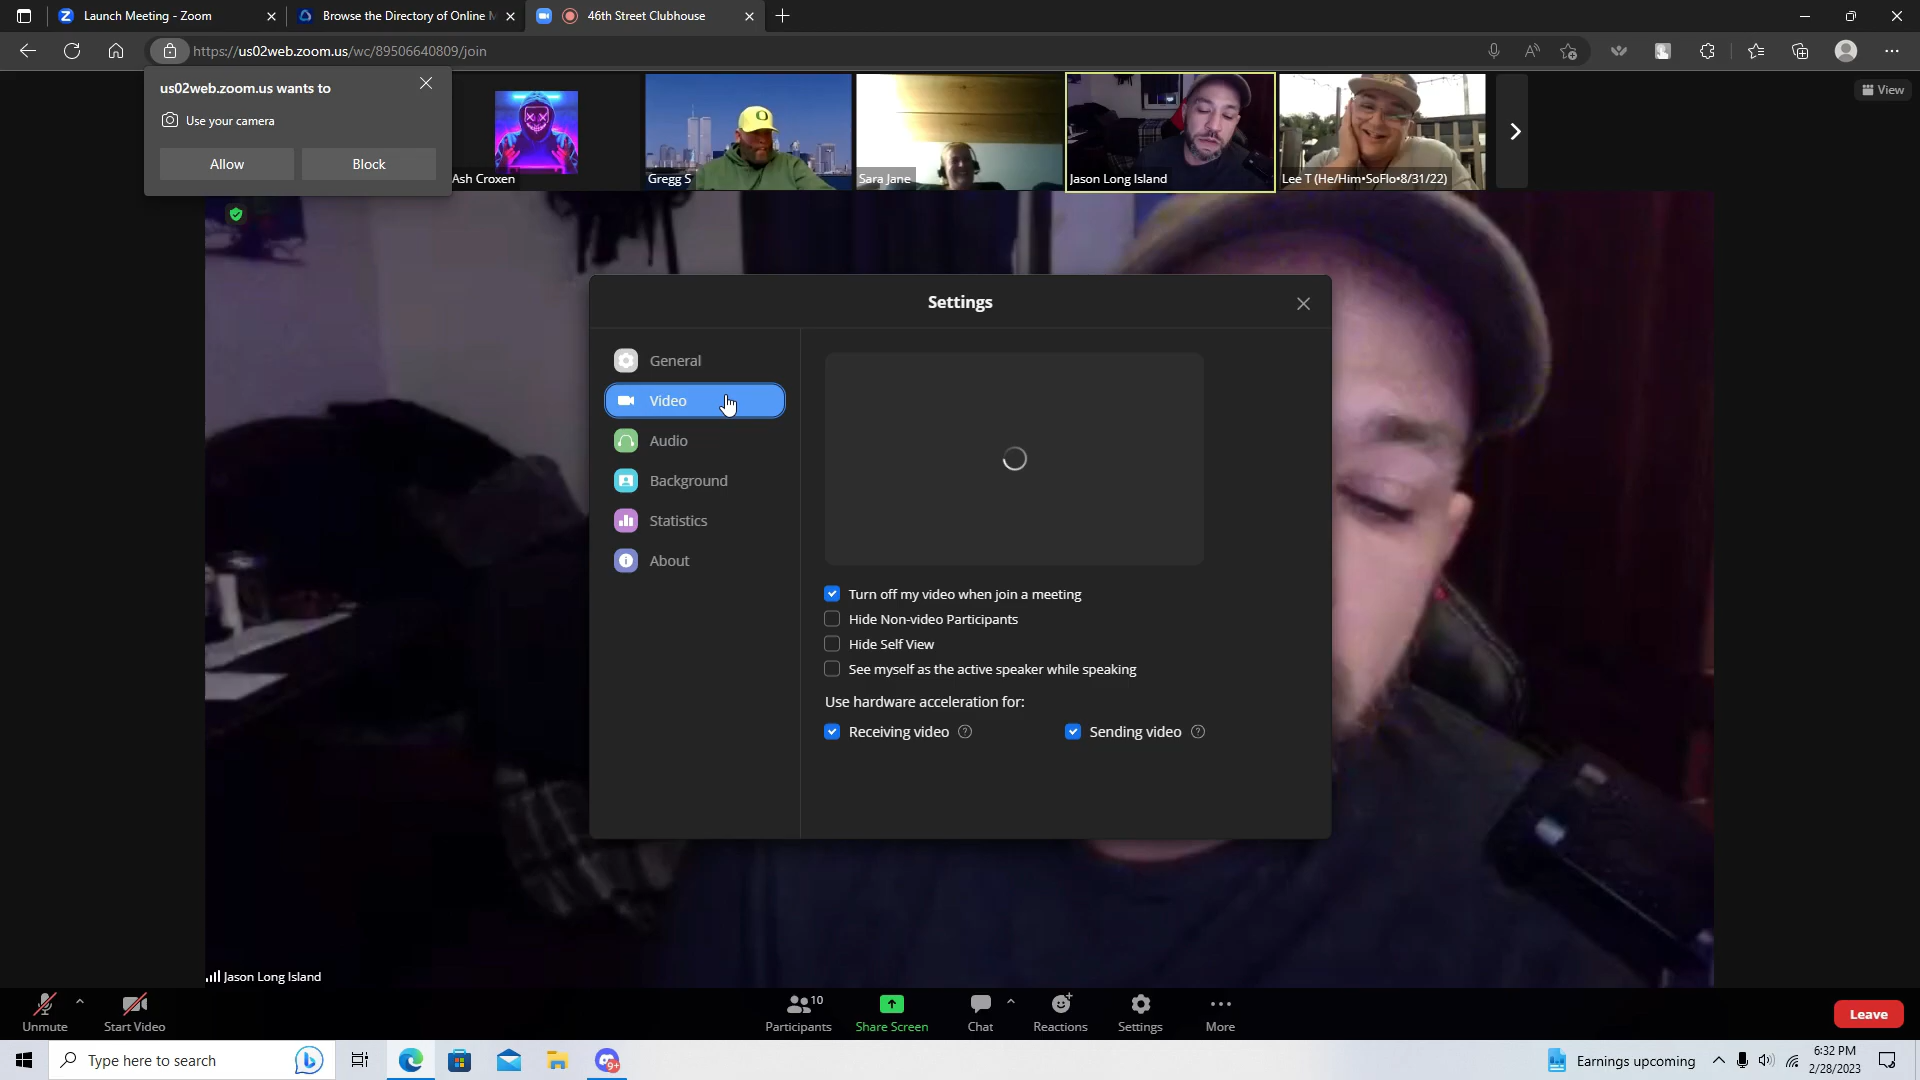 Launch Meeting - Zoom
Browse the Directory of Online M
46th Street Clubhouse
https://us02web.zoom.us/wc/89506640809/join
us02web.zoom.us wants to
Use your camera
Allow
Block
Ash Croxen
Gregg S
Sara Jane
Jason Long Island
Lee T (He/Him•SoFlo•8/31/22)
View
Settings
General
Video
Audio
Background
Statistics
About
Turn off my video when join a meeting
Hide Non-video Participants
Hide Self View
See myself as the active speaker while speaking
Use hardware acceleration for:
Receiving video ?
Sending video ?
Jason Long Island
Unmute
Start Video
10
Participants
Share Screen
Chat
Reactions
Settings
More
Leave
Type here to search
9+
Earnings upcoming
6:32 PM
2/28/2023